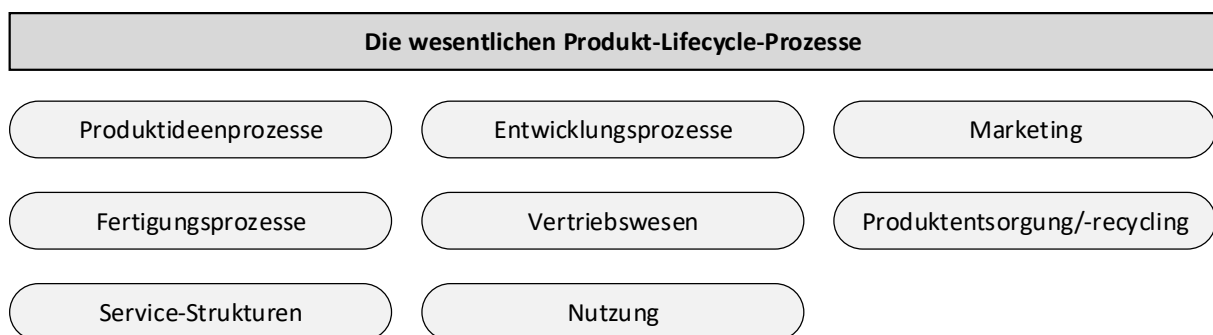 Die wesentlichen Produkt-Lifecycle-Prozesse
Produktideenprozesse
Entwicklungsprozesse
Marketing
Fertigungsprozesse
Vertriebswesen
Produktentsorgung/-recycling
Service-Strukturen
Nutzung